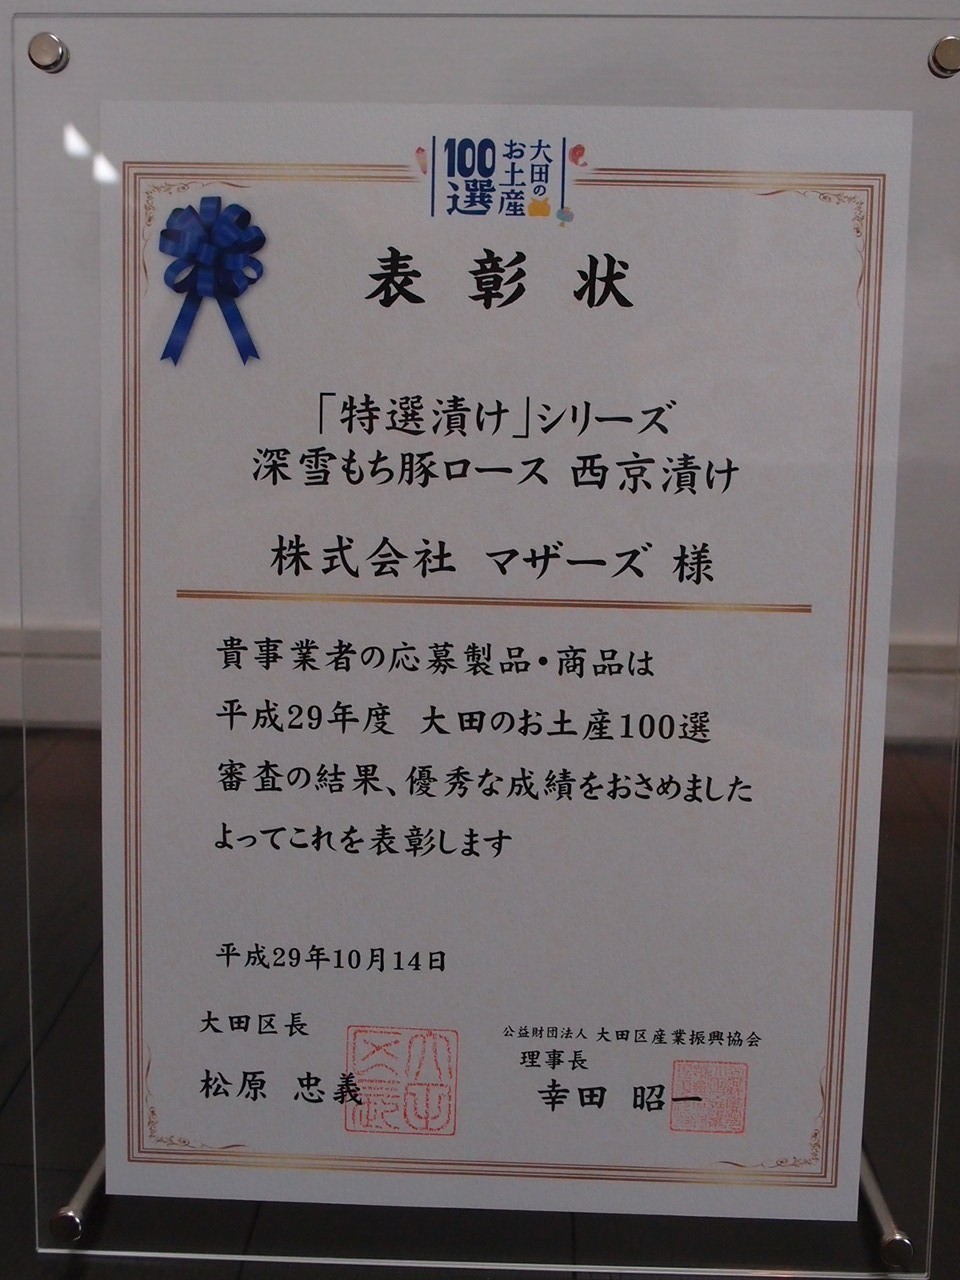 大田の
お土産
100
選
表彰状
「特選漬け」シリーズ
深雪もち豚ロース 西京漬け
株式会社 マザーズ 様
貴事業者の応募製品・商品は
平成29年度 大田のお土産100選
審査の結果、優秀な成績をおさめました
よってこれを表彰します
平成29年10月14日
大田区長
松原 忠義
公益財団法人 大田区産業振興協会
理事長
幸田 昭一